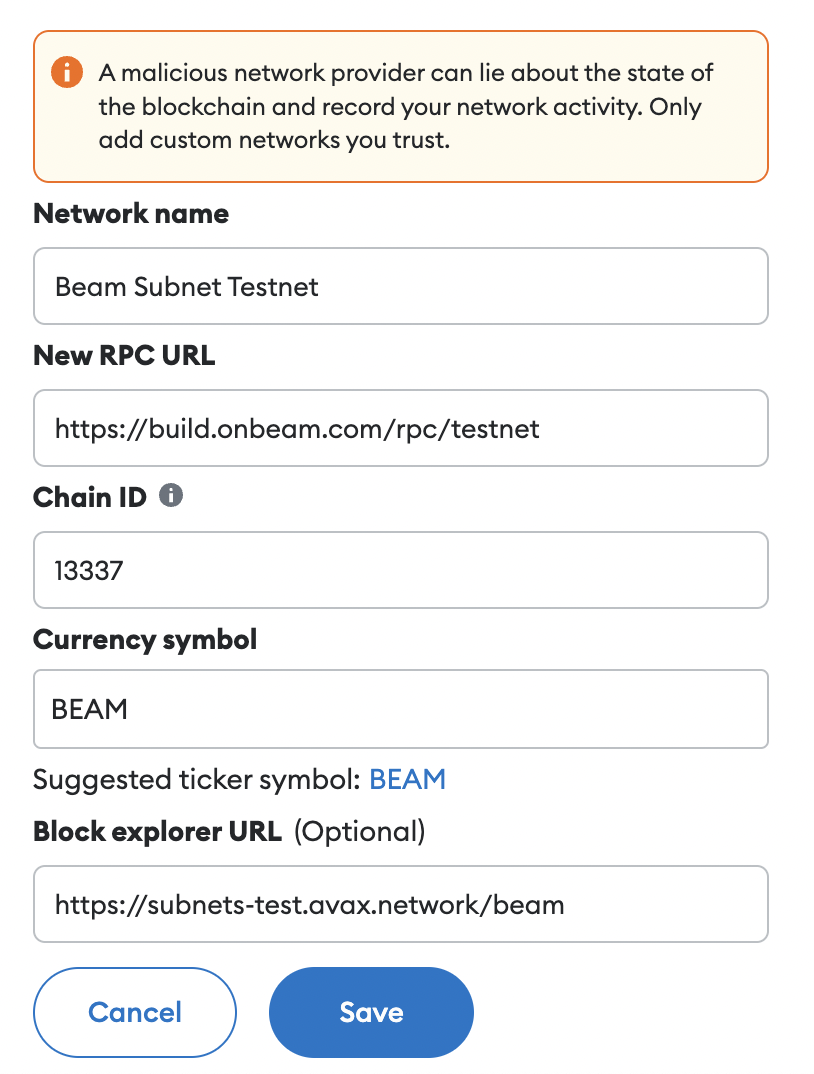 A malicious network provider can lie about the state of
the blockchain and record your network activity. Only
add custom networks you trust.
Network name
Beam Subnet Testnet
New RPC URL
https://build.onbeam.com/rpc/testnet
Chain ID
13337
Currency symbol
BEAM
Suggested ticker symbol: BEAM
Block explorer URL (Optional)
https://subnets-test.avax.network/beam
Cancel Save